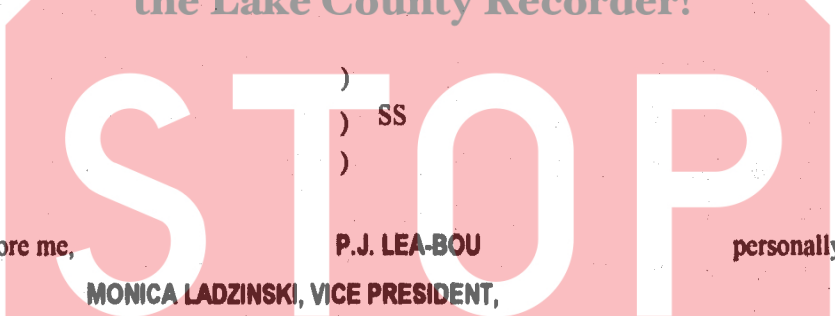 the Lake County Recorder!
STOP
)
) SS
)
ore me, P.J. LEA-BOU personally
MONICA LADZINSKI, VICE PRESIDENT,